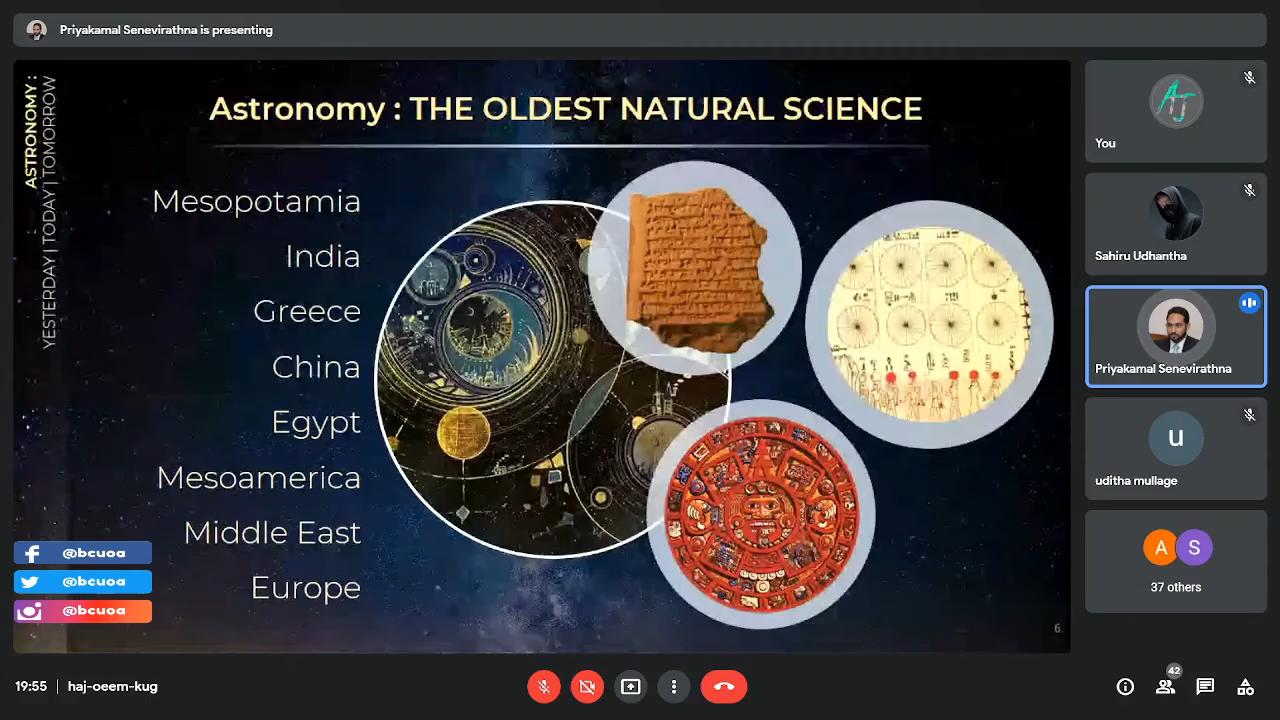 Priyakamal Senevirathna is presenting
ASTRONOMY :
YESTERDAY | TODAY | TOMORROW
Astronomy : THE OLDEST NATURAL SCIENCE
Mesopotamia
India
Greece
China
Egypt
Mesoamerica
Middle East
Europe
@bcuoa
@bcuoa
@bcuoa
6
AJ
You
Sahiru Udhantha
Priyakamal Senevirathna
u
uditha mullage
A
S
37 others
19:55 | haj-oeem-kug
42